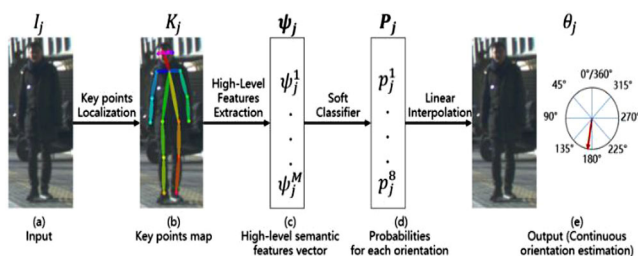 I_j K_j ψ_j P_j θ_j
Key points
Localization
High-Level
Features
Extraction
ψ_j^1
.
.
.
ψ_j^M
Soft
Classifier
p_j^1
.
.
.
p_j^8
Linear
Interpolation
0°/360°
45° 315°
90° 270°
135° 225°
180°
(a)
Input
(b)
Key points map
(c)
High-level semantic
features vector
(d)
Probabilities
for each orientation
(e)
Output (Continuous
orientation estimation)